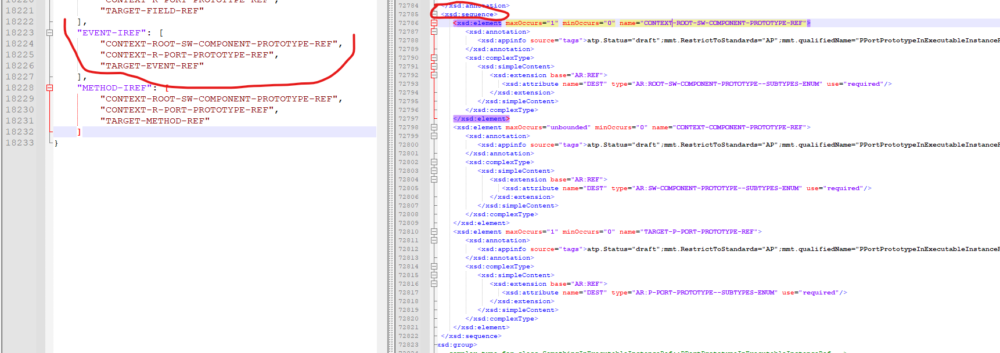 18220 "CONTEXT-R-PORT-PROTOTYPE-REF",
18221 "TARGET-FIELD-REF"
18222 ],
18223 "EVENT-IREF": [
18224 "CONTEXT-ROOT-SW-COMPONENT-PROTOTYPE-REF",
18225 "CONTEXT-R-PORT-PROTOTYPE-REF",
18226 "TARGET-EVENT-REF"
18227 ],
18228 "METHOD-IREF": [
18229 "CONTEXT-ROOT-SW-COMPONENT-PROTOTYPE-REF",
18230 "CONTEXT-R-PORT-PROTOTYPE-REF",
18231 "TARGET-METHOD-REF"
18232 ]
18233 }
72784 </xsd:annotation>
72785 <xsd:sequence>
72786 <xsd:element maxOccurs="1" minOccurs="0" name="CONTEXT-ROOT-SW-COMPONENT-PROTOTYPE-REF">
72787 <xsd:annotation>
72788 <xsd:appinfo source="tags">atp.Status="draft";mmt.RestrictToStandards="AP";mmt.qualifiedName="PPortPrototypeInExecutableInstanceR
72789 </xsd:annotation>
72790 <xsd:complexType>
72791 <xsd:simpleContent>
72792 <xsd:extension base="AR:REF">
72793 <xsd:attribute name="DEST" type="AR:ROOT-SW-COMPONENT-PROTOTYPE--SUBTYPES-ENUM" use="required"/>
72794 </xsd:extension>
72795 </xsd:simpleContent>
72796 </xsd:complexType>
72797 </xsd:element>
72798 <xsd:element maxOccurs="unbounded" minOccurs="0" name="CONTEXT-COMPONENT-PROTOTYPE-REF">
72799 <xsd:annotation>
72800 <xsd:appinfo source="tags">atp.Status="draft";mmt.RestrictToStandards="AP";mmt.qualifiedName="PPortPrototypeInExecutableInstanceR
72801 </xsd:annotation>
72802 <xsd:complexType>
72803 <xsd:simpleContent>
72804 <xsd:extension base="AR:REF">
72805 <xsd:attribute name="DEST" type="AR:SW-COMPONENT-PROTOTYPE--SUBTYPES-ENUM" use="required"/>
72806 </xsd:extension>
72807 </xsd:simpleContent>
72808 </xsd:complexType>
72809 </xsd:element>
72810 <xsd:element maxOccurs="1" minOccurs="0" name="TARGET-P-PORT-PROTOTYPE-REF">
72811 <xsd:annotation>
72812 <xsd:appinfo source="tags">atp.Status="draft";mmt.RestrictToStandards="AP";mmt.qualifiedName="PPortPrototypeInExecutableInstanceR
72813 </xsd:annotation>
72814 <xsd:complexType>
72815 <xsd:simpleContent>
72816 <xsd:extension base="AR:REF">
72817 <xsd:attribute name="DEST" type="AR:P-PORT-PROTOTYPE--SUBTYPES-ENUM" use="required"/>
72818 </xsd:extension>
72819 </xsd:simpleContent>
72820 </xsd:complexType>
72821 </xsd:element>
72822 </xsd:sequence>
72823 xsd:group>
complex type for class SomethingInExecutableInstanceRef::PPortPrototypeInExecutableInstanceRef